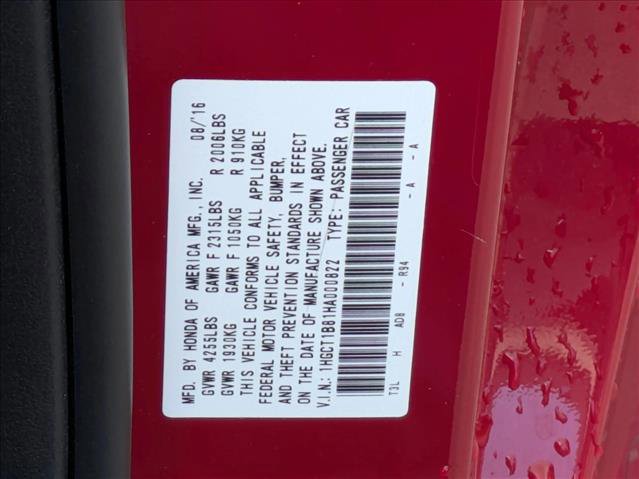 MFD. BY HONDA OF AMERICA MFG., INC. 08/'16
GVWR 4255LBS GAWR F 2315LBS R 2006LBS
GVWR 1930KG GAWR F 1050KG R 910KG
THIS VEHICLE CONFORMS TO ALL APPLICABLE
FEDERAL MOTOR VEHICLE SAFETY, BUMPER,
AND THEFT PREVENTION STANDARDS IN EFFECT
ON THE DATE OF MANUFACTURE SHOWN ABOVE.
V.I.N.: 1HGCT1B81HA000822 TYPE: PASSENGER CAR
T3L H AD8 - R94 - A - A